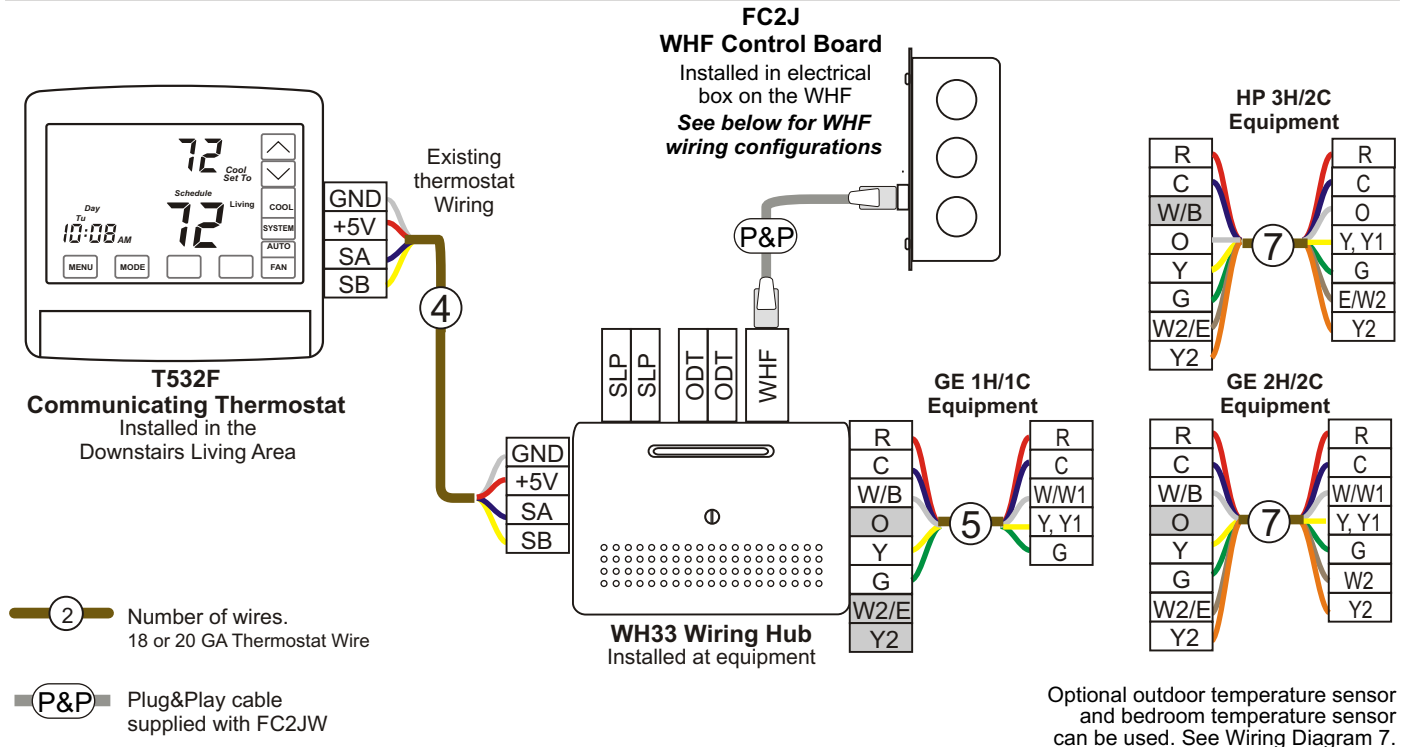 FC2J
WHF Control Board
Installed in electrical
box on the WHF
See below for WHF
wiring configurations
72
Cool
Set To
Schedule
72
Living
Day
Tu
10:08 AM
COOL
SYSTEM
AUTO
FAN
MENU
MODE
GND
+5V
SA
SB
Existing
thermostat
Wiring
4
T532F
Communicating Thermostat
Installed in the
Downstairs Living Area
P&P
SLP
SLP
ODT
ODT
WHF
GND
+5V
SA
SB
WH33 Wiring Hub
Installed at equipment
GE 1H/1C
Equipment
R
C
W/B
O
Y
G
W2/E
Y2
5
R
C
W/W1
Y, Y1
G
HP 3H/2C
Equipment
R
C
W/B
O
Y
G
W2/E
Y2
7
R
C
O
Y, Y1
G
E/W2
Y2
GE 2H/2C
Equipment
R
C
W/B
O
Y
G
W2/E
Y2
7
R
C
W/W1
Y, Y1
G
W2
Y2
2
Number of wires.
18 or 20 GA Thermostat Wire
P&P
Plug&Play cable
supplied with FC2JW
Optional outdoor temperature sensor
and bedroom temperature sensor
can be used. See Wiring Diagram 7.